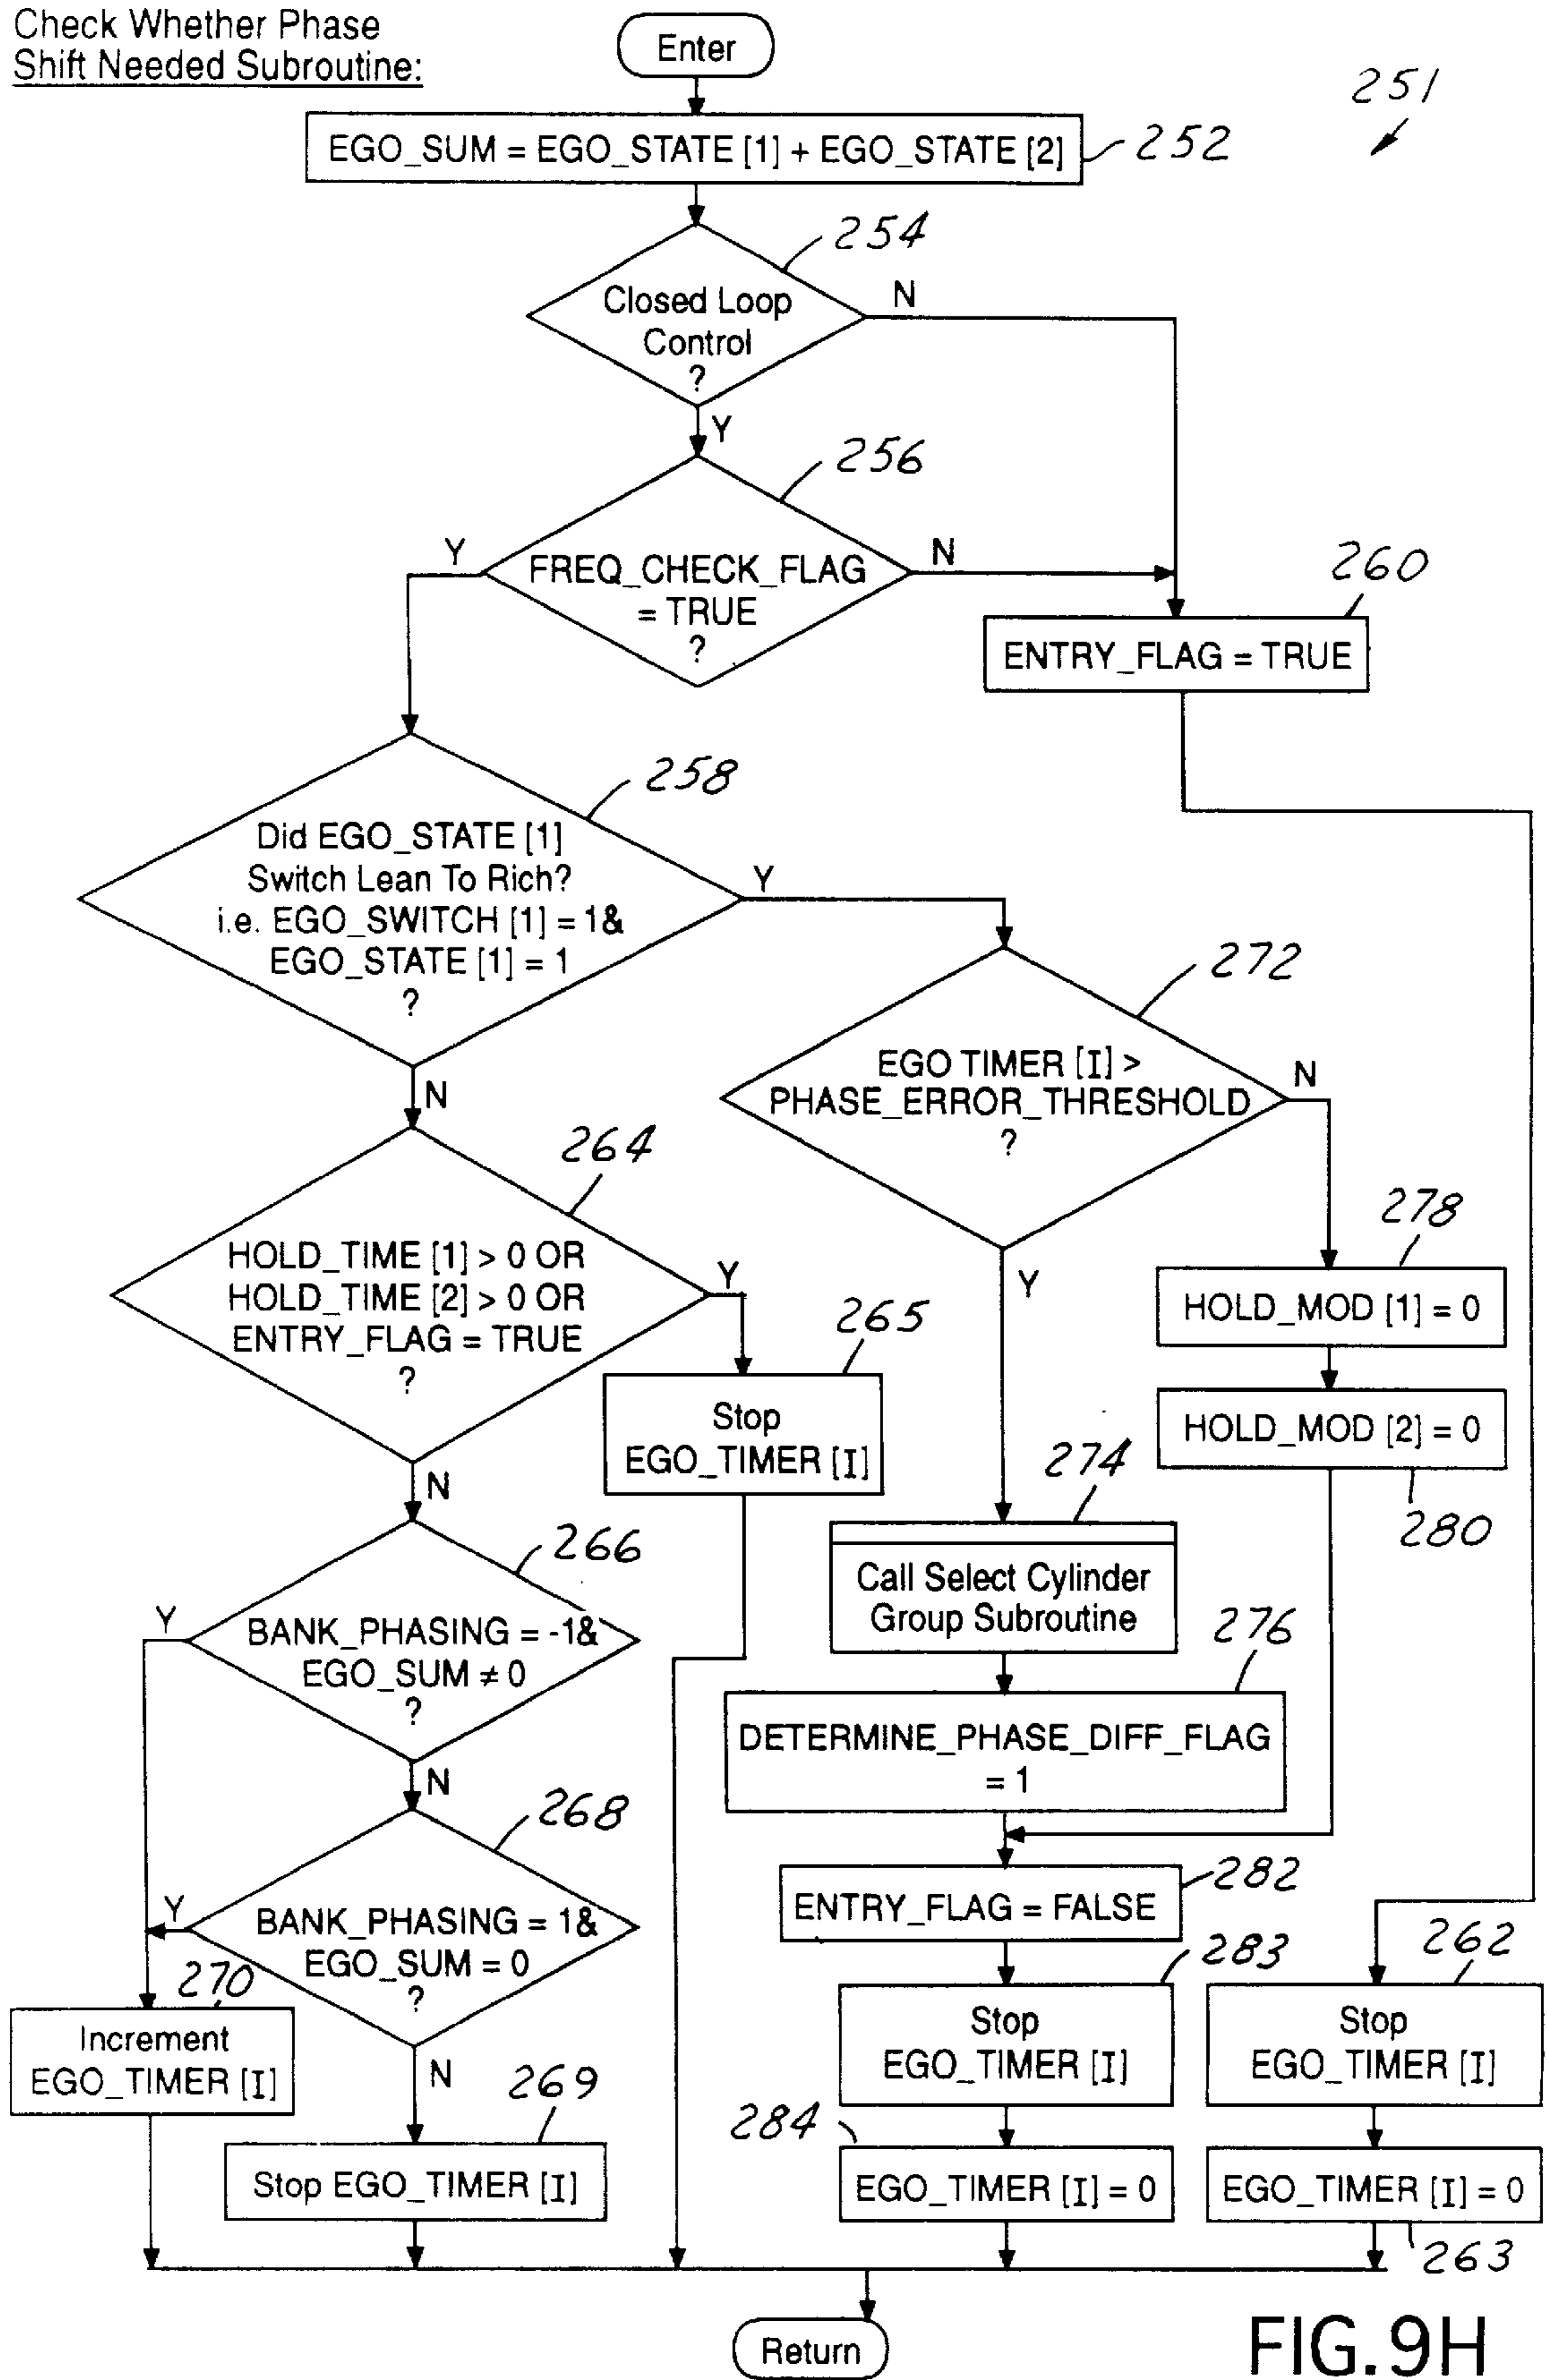 Check Whether Phase
Shift Needed Subroutine:
Enter
251
EGO_SUM = EGO_STATE [1] + EGO_STATE [2]
252
254
Closed Loop
Control
?
N
Y
256
FREQ_CHECK_FLAG
= TRUE
?
Y
N
260
ENTRY_FLAG = TRUE
258
Did EGO_STATE [1]
Switch Lean To Rich?
i.e. EGO_SWITCH [1] = 1&
EGO_STATE [1] = 1
?
Y
N
272
EGO TIMER [I] >
PHASE_ERROR_THRESHOLD
?
N
Y
264
HOLD_TIME [1] > 0 OR
HOLD_TIME [2] > 0 OR
ENTRY_FLAG = TRUE
?
Y
N
265
Stop
EGO_TIMER [I]
278
HOLD_MOD [1] = 0
HOLD_MOD [2] = 0
280
274
Call Select Cylinder
Group Subroutine
266
BANK_PHASING = -1&
EGO_SUM ≠ 0
?
Y
N
276
DETERMINE_PHASE_DIFF_FLAG
= 1
268
BANK_PHASING = 1&
EGO_SUM = 0
?
Y
N
282
ENTRY_FLAG = FALSE
270
Increment
EGO_TIMER [I]
283
Stop
EGO_TIMER [I]
262
Stop
EGO_TIMER [I]
269
Stop EGO_TIMER [I]
284
EGO_TIMER [I] = 0
EGO_TIMER [I] = 0
263
Return
FIG. 9H